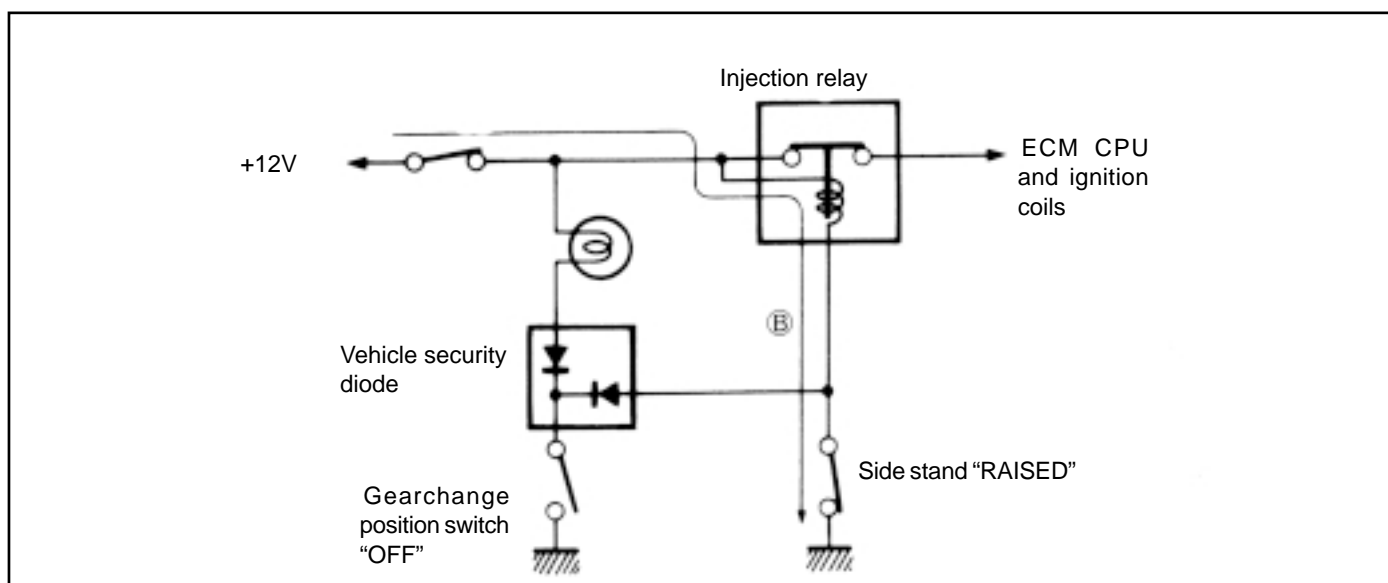 Injection relay
+12V
ECM CPU
and ignition
coils
Ⓑ
Vehicle security
diode
Side stand “RAISED”
Gearchange
position switch
“OFF”